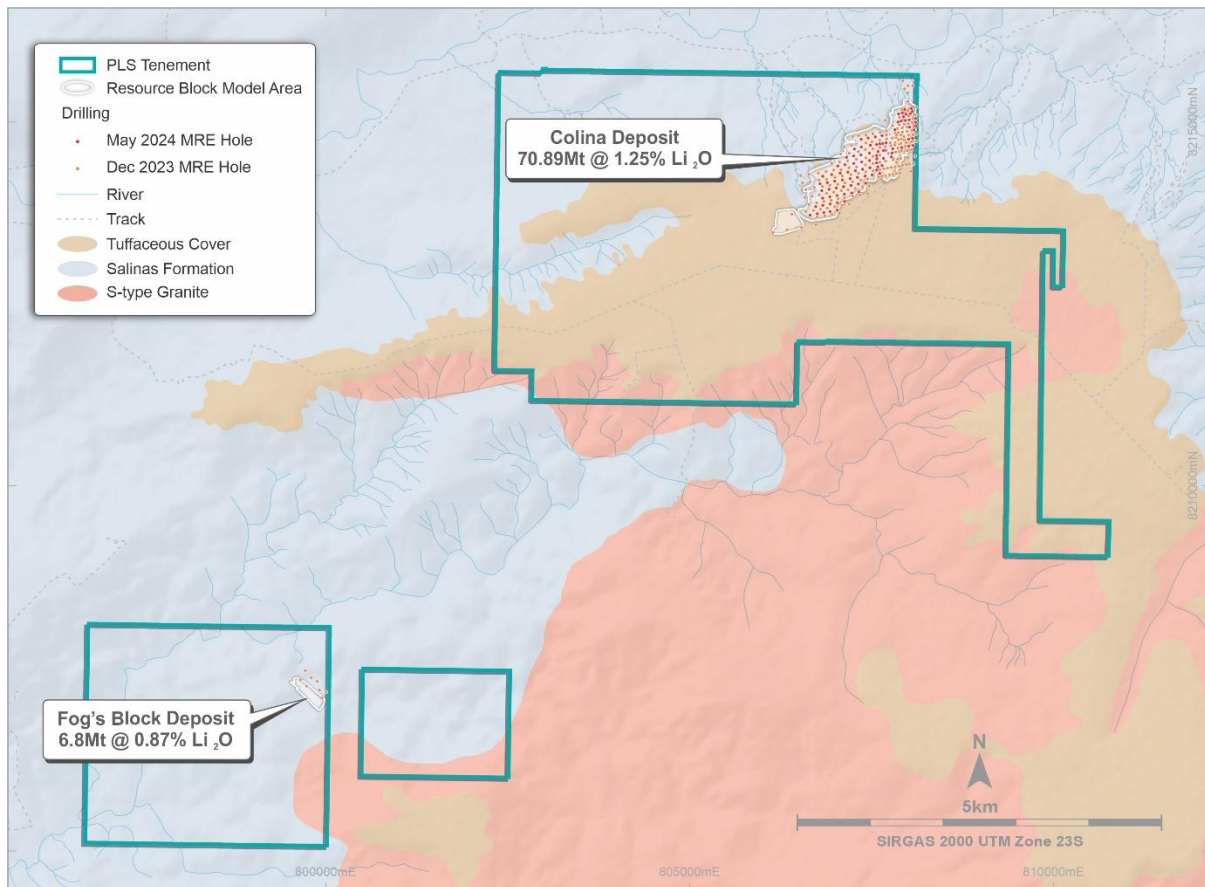 PLS Tenement
Resource Block Model Area
Drilling
May 2024 MRE Hole
Dec 2023 MRE Hole
River
Track
Tuffaceous Cover
Salinas Formation
S-type Granite
Colina Deposit
70.89Mt @ 1.25% Li₂O
8215000mN
8210000mN
Fog's Block Deposit
6.8Mt @ 0.87% Li₂O
N
5km
SIRGAS 2000 UTM Zone 23S
800000mE
805000mE
810000mE